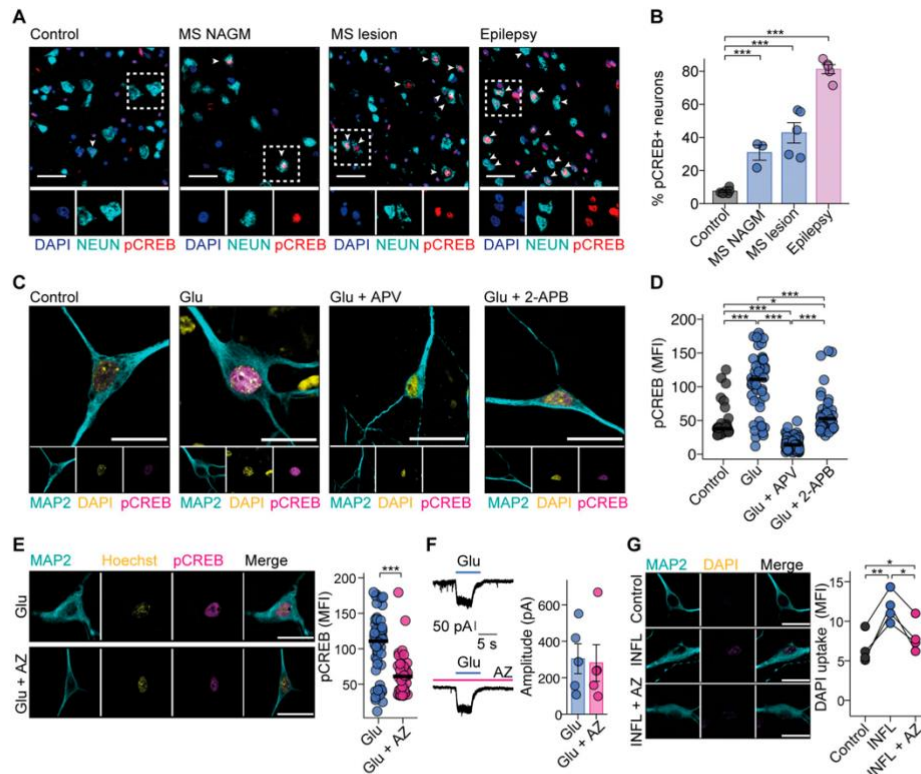 A
Control
MS NAGM
MS lesion
Epilepsy
DAPI NEUN pCREB
DAPI NEUN pCREB
DAPI NEUN pCREB
DAPI NEUN pCREB
B
***
***
***
% pCREB+ neurons
80
60
40
20
0
Control
MS NAGM
MS lesion
Epilepsy
C
Control
Glu
Glu + APV
Glu + 2-APB
MAP2 DAPI pCREB
MAP2 DAPI pCREB
MAP2 DAPI pCREB
MAP2 DAPI pCREB
D
***
*
***
*** *** ***
pCREB (MFI)
200
150
100
50
0
Control
Glu
Glu + APV
Glu + 2-APB
E
MAP2 Hoechst pCREB Merge
Glu
Glu + AZ
***
pCREB (MFI)
200
150
100
50
Glu
Glu + AZ
F
Glu
50 pA
5 s
Glu
AZ
Amplitude (pA)
600
400
200
0
Glu
Glu + AZ
G
MAP2 DAPI Merge
Control
INFL
INFL + AZ
*
** *
DAPI uptake (MFI)
15
10
5
Control
INFL
INFL + AZ